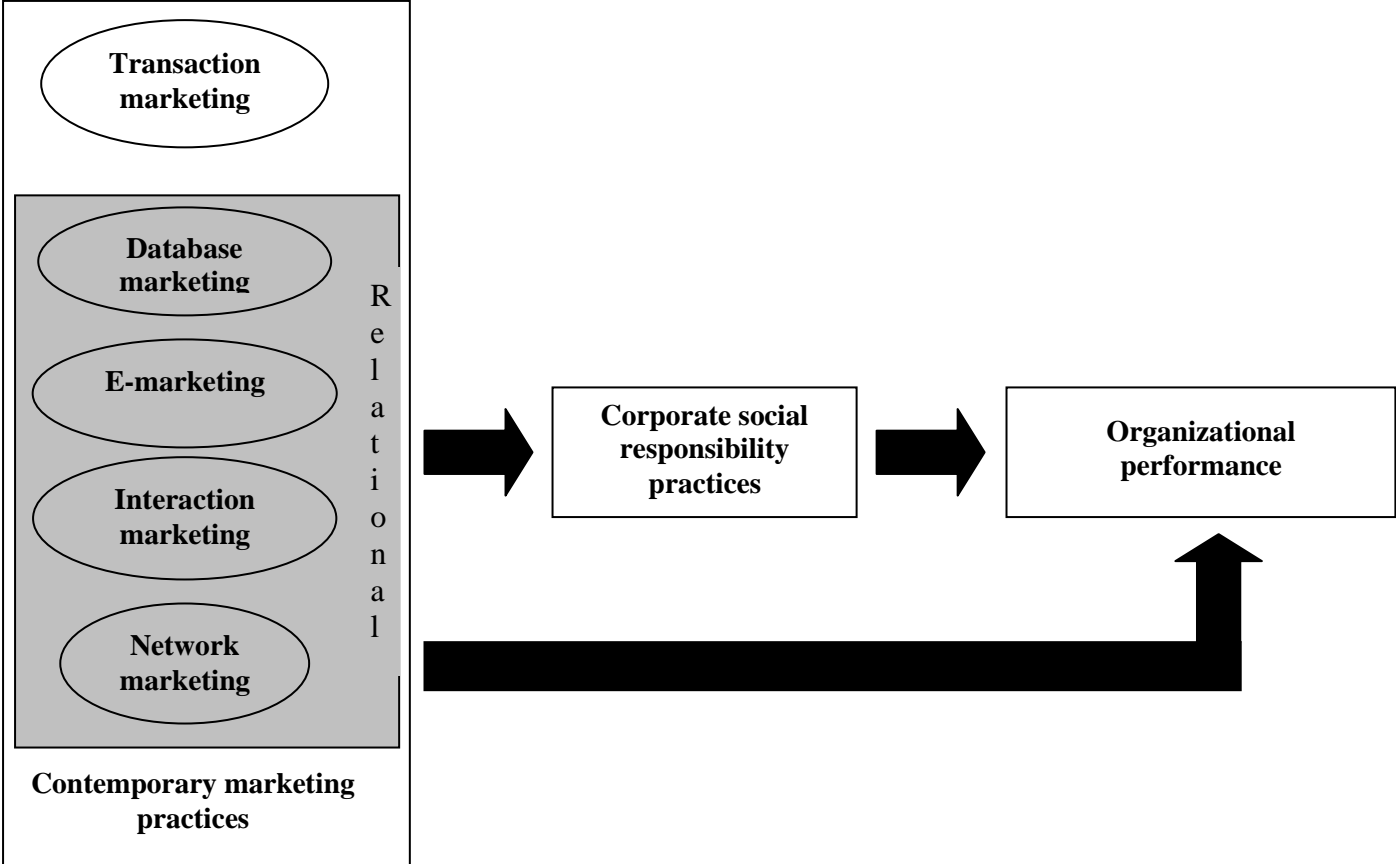 Transaction
marketing
Database
marketing
E-marketing
Interaction
marketing
Network
marketing
R
e
l
a
t
i
o
n
a
l
Contemporary marketing
practices
Corporate social
responsibility
practices
Organizational
performance